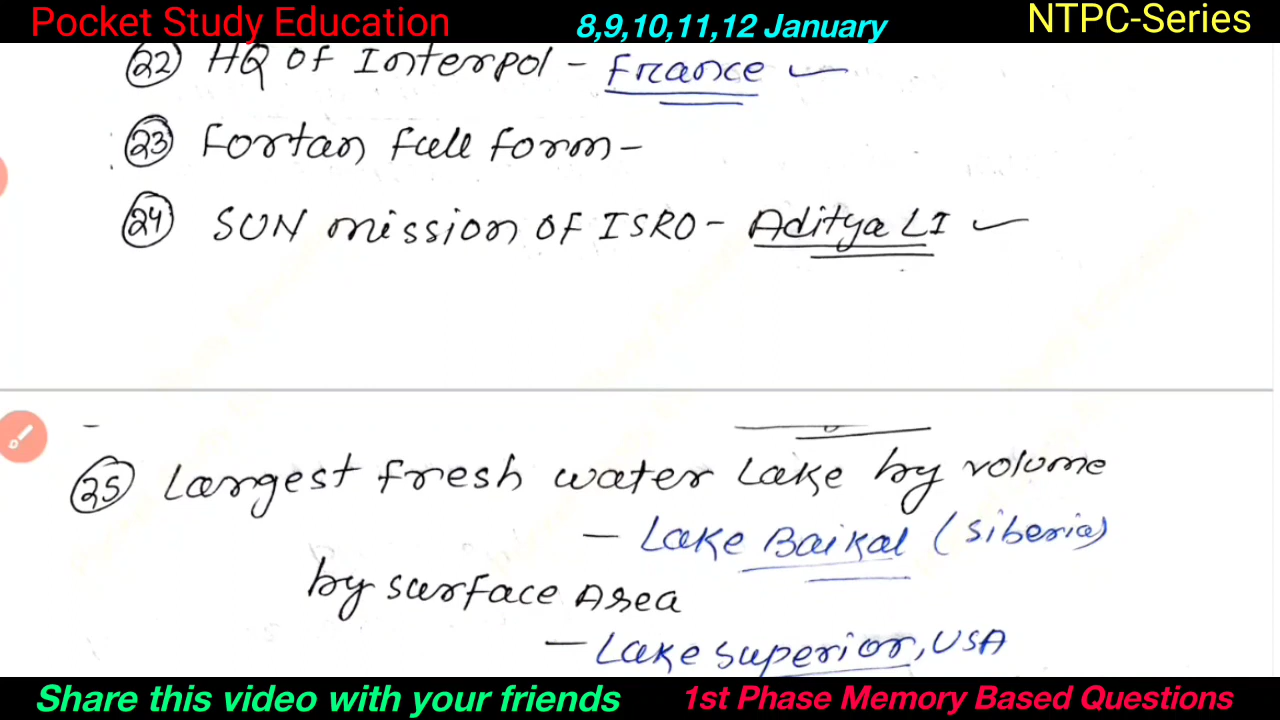 Pocket Study Education
8,9,10,11,12 January
NTPC-Series
22) HQ OF Interpol - France
23 Fortan full form -
24 SUN mission OF ISRO - Aditya LI
25 Largest fresh water Lake by volume
- Lake Baikal (Siberia)
by surface Area
- Lake superior, USA
Share this video with your friends
1st Phase Memory Based Questions